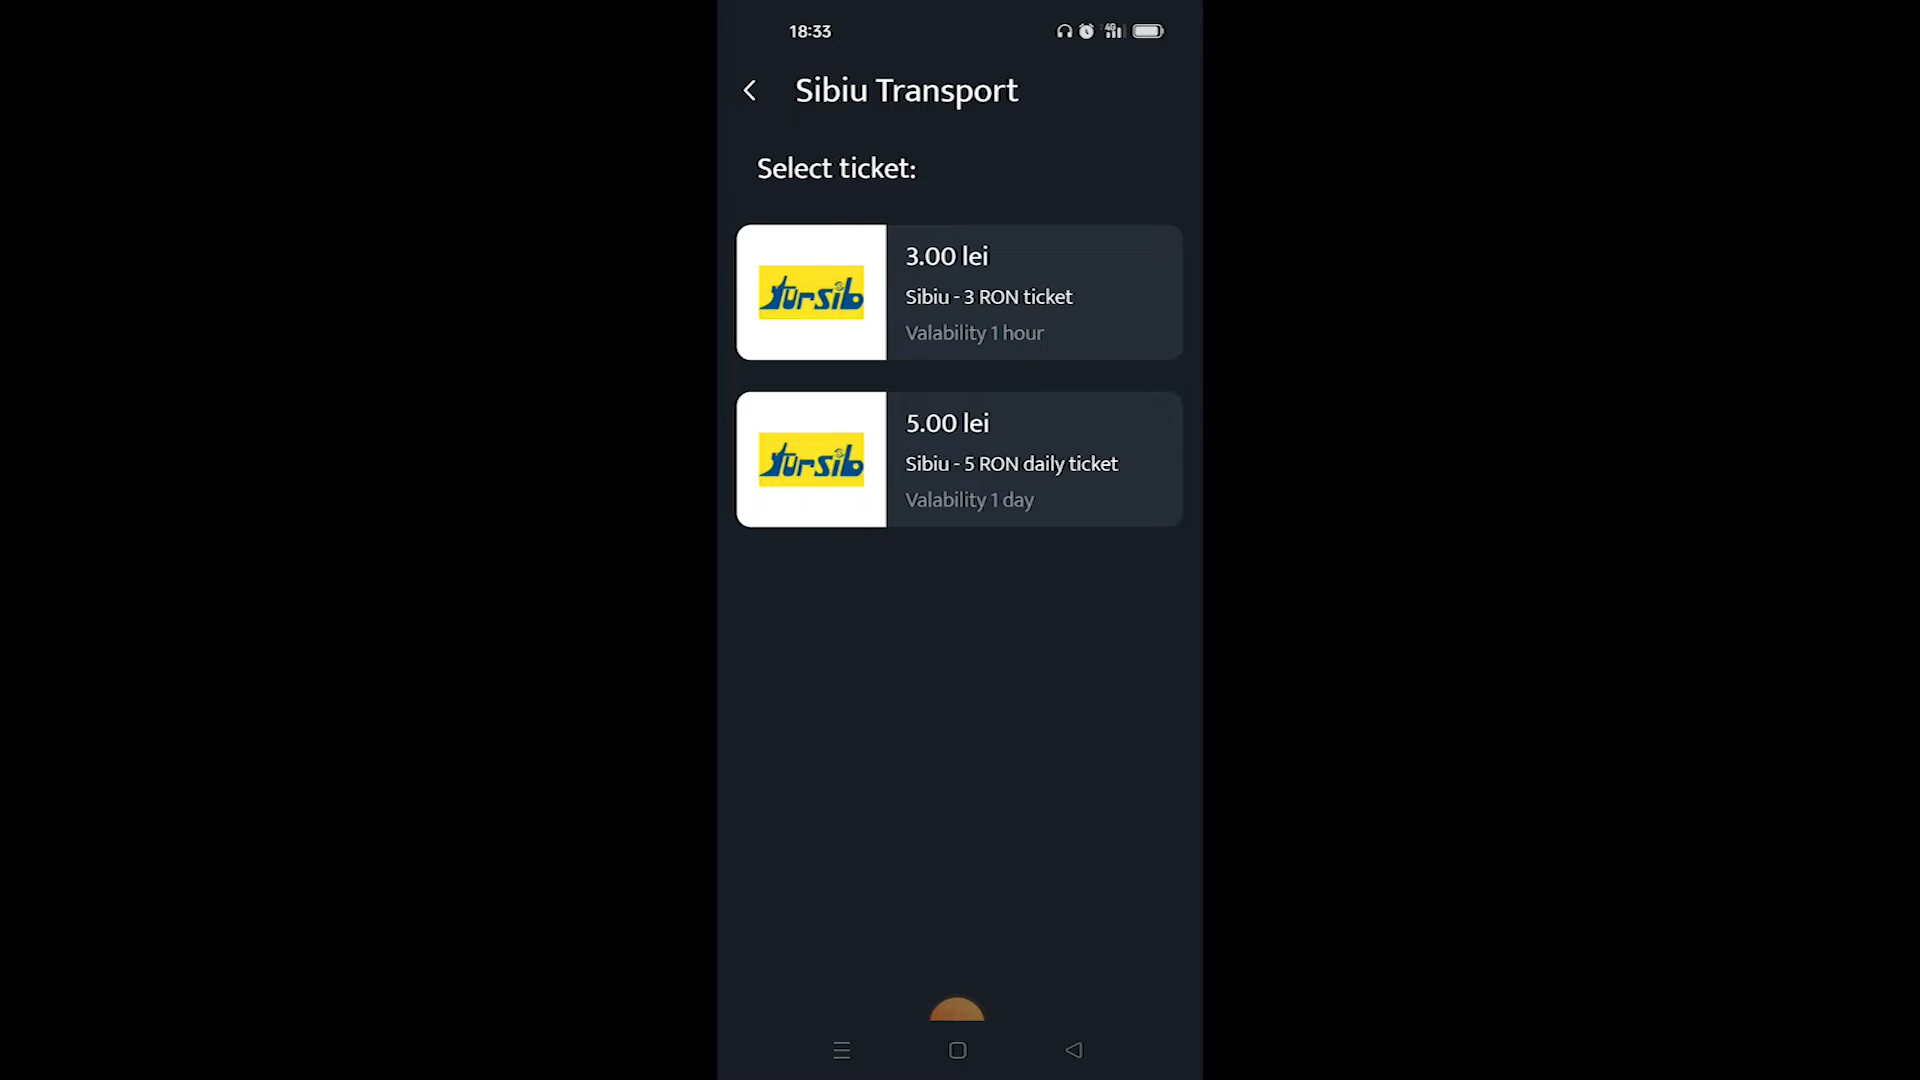 18:33
4G
Sibiu Transport
Select ticket:
tursib
3.00 lei
Sibiu - 3 RON ticket
Valability 1 hour
tursib
5.00 lei
Sibiu - 5 RON daily ticket
Valability 1 day